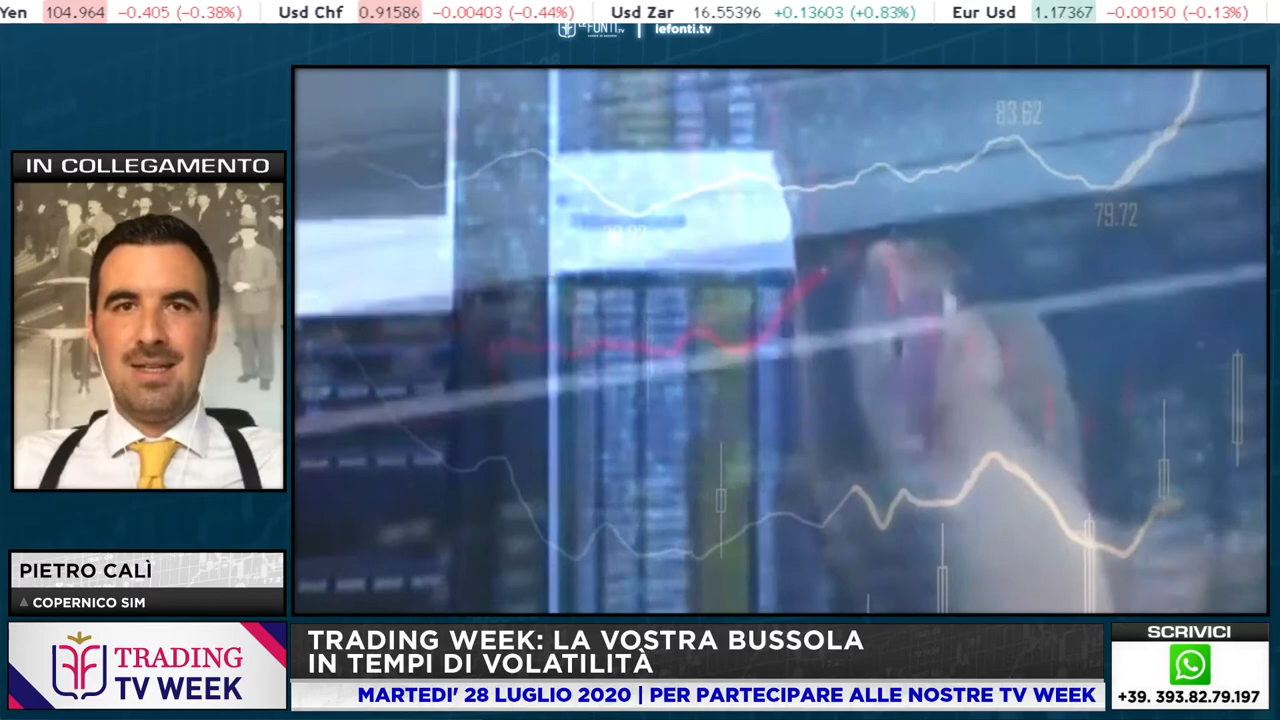 Yen 104.964 −0.405 (−0.38%) Usd Chf 0.91586 −0.00403 (−0.44%) Usd Zar 16.55396 +0.13603 (+0.83%) Eur Usd 1.17367 −0.00150 (−0.13%)
LEFONTI.TV lefonti.tv
83.62
79.72
IN COLLEGAMENTO
PIETRO CALÌ
COPERNICO SIM
TRADING
TV WEEK
TRADING WEEK: LA VOSTRA BUSSOLA
IN TEMPI DI VOLATILITÀ
MARTEDI' 28 LUGLIO 2020 | PER PARTECIPARE ALLE NOSTRE TV WEEK
SCRIVICI
+39. 393.82.79.197